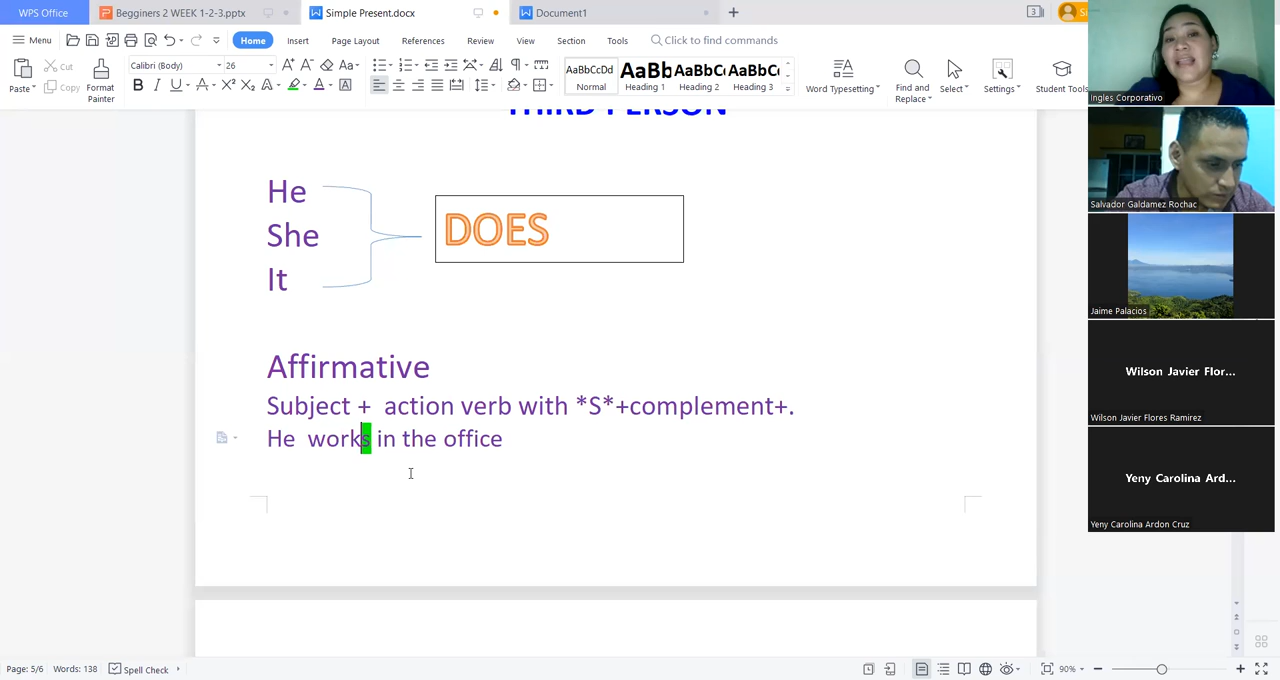 WPS Office
Begginers 2 WEEK 1-2-3.pptx
Simple Present.docx
Document1
3
Menu
Home
Insert
Page Layout
References
Review
View
Section
Tools
Click to find commands
Paste
Cut
Copy
Format Painter
Calibri (Body)
26
AaBbCcDd
Normal
AaBb
Heading 1
AaBbCc
Heading 2
AaBbCc
Heading 3
Word Typesetting
Find and Replace
Select
Settings
Student Tools
THIRD PERSON
He
She
It
DOES
Affirmative
Subject + action verb with *S*+complement+.
He works in the office
Ingles Corporativo
Salvador Galdamez Rochac
Jaime Palacios
Wilson Javier Flor...
Wilson Javier Flores Ramirez
Yeny Carolina Ard...
Yeny Carolina Ardon Cruz
Page: 5/6
Words: 138
Spell Check
90%